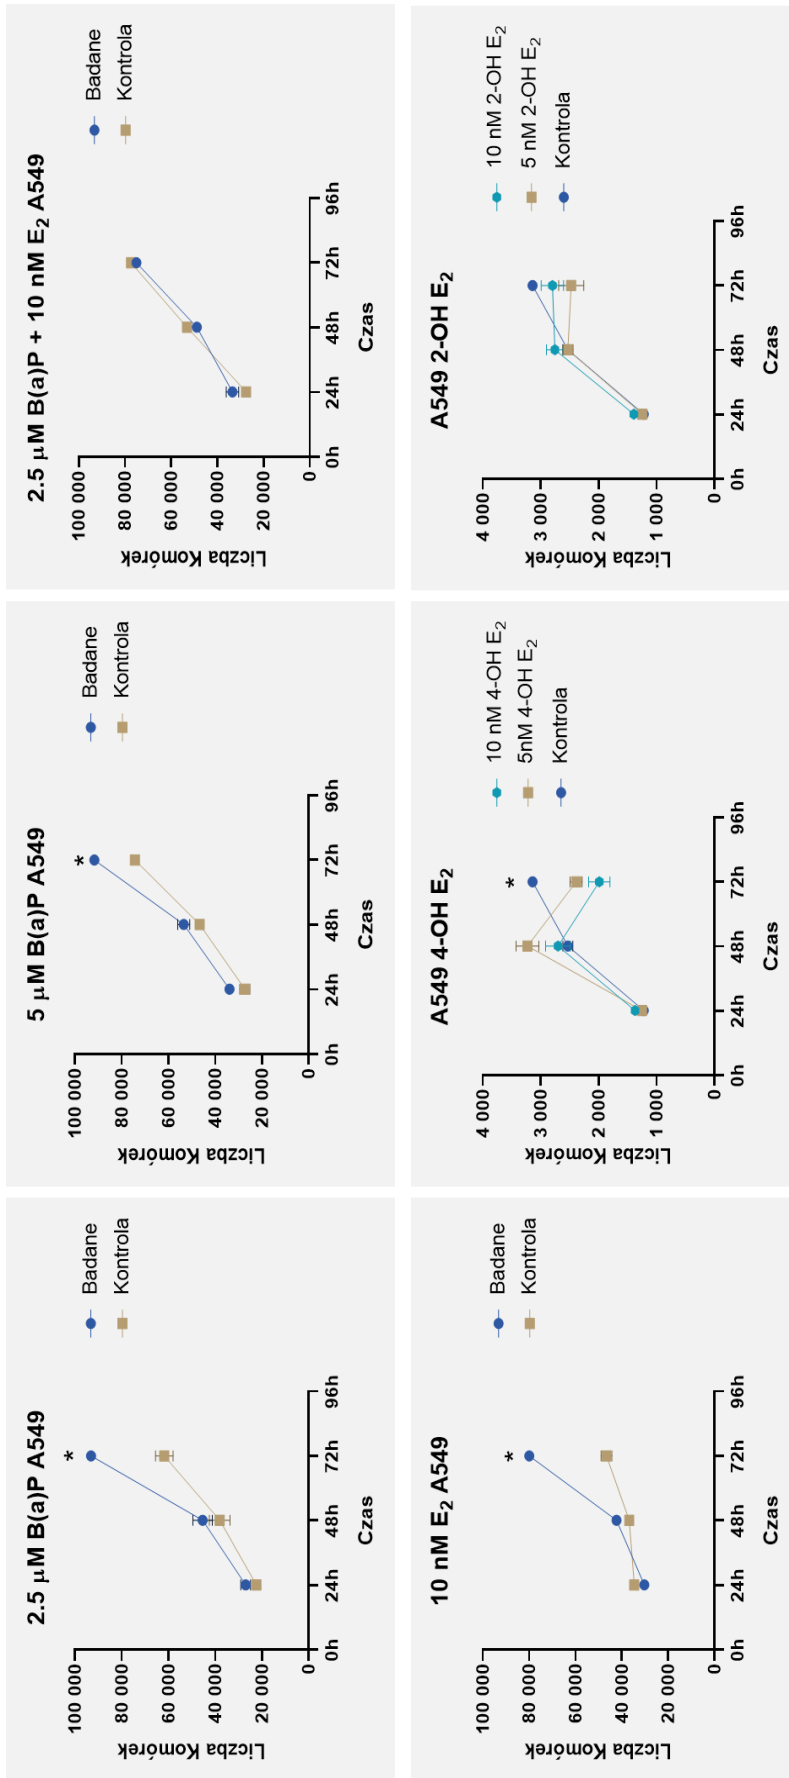 2.5 μM B(a)P A549
100 000
80 000
60 000
40 000
20 000
0
Liczba Komórek
0h 24h 48h 72h 96h
Czas
*
Badane
Kontrola
5 μM B(a)P A549
100 000
80 000
60 000
40 000
20 000
0
Liczba Komórek
0h 24h 48h 72h 96h
Czas
*
Badane
Kontrola
2.5 μM B(a)P + 10 nM E₂ A549
100 000
80 000
60 000
40 000
20 000
0
Liczba Komórek
0h 24h 48h 72h 96h
Czas
Badane
Kontrola
10 nM E₂ A549
100 000
80 000
60 000
40 000
20 000
0
Liczba Komórek
0h 24h 48h 72h 96h
Czas
*
Badane
Kontrola
A549 4-OH E₂
4 000
3 000
2 000
1 000
0
Liczba Komórek
0h 24h 48h 72h 96h
Czas
*
10 nM 4-OH E₂
5nM 4-OH E₂
Kontrola
A549 2-OH E₂
4 000
3 000
2 000
1 000
0
Liczba Komórek
0h 24h 48h 72h 96h
Czas
10 nM 2-OH E₂
5 nM 2-OH E₂
Kontrola